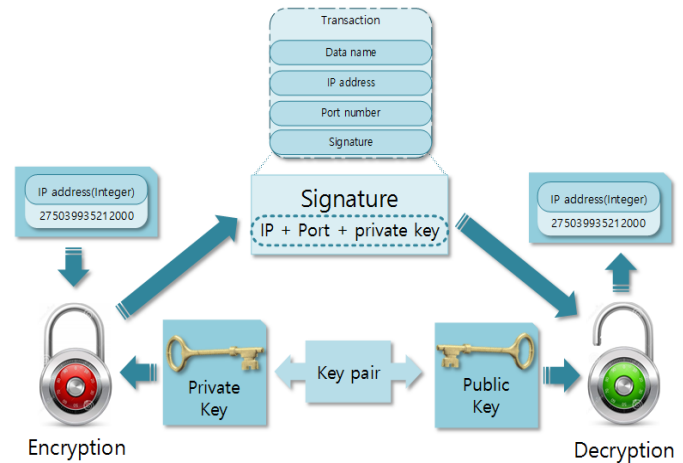 Transaction
Data name
IP address
Port number
Signature
Signature
IP + Port + private key
IP address(Integer)
275039935212000
IP address(Integer)
275039935212000
Private
Key
Key pair
Public
Key
Encryption
Decryption